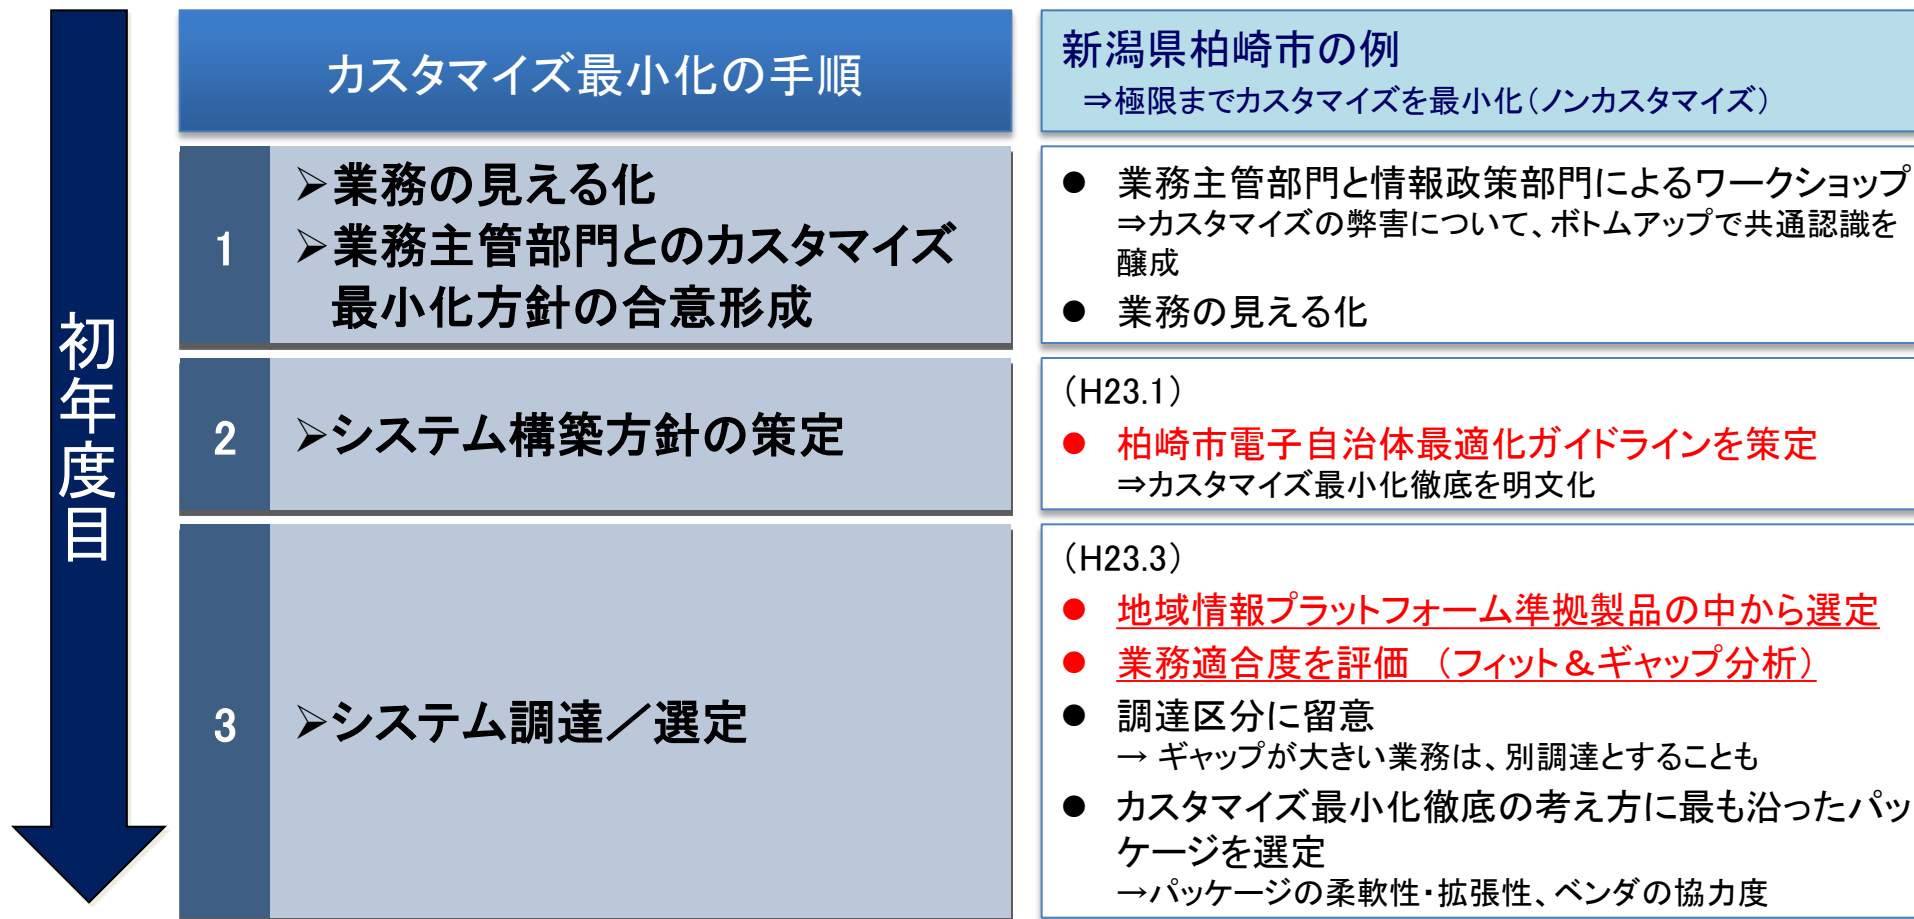 初年度目
カスタマイズ最小化の手順
新潟県柏崎市の例
⇒極限までカスタマイズを最小化(ノンカスタマイズ)
1
➢業務の見える化
➢業務主管部門とのカスタマイズ
最小化方針の合意形成
● 業務主管部門と情報政策部門によるワークショップ
⇒カスタマイズの弊害について、ボトムアップで共通認識を
醸成
● 業務の見える化
2
➢システム構築方針の策定
(H23.1)
● 柏崎市電子自治体最適化ガイドラインを策定
⇒カスタマイズ最小化徹底を明文化
3
➢システム調達／選定
(H23.3)
● 地域情報プラットフォーム準拠製品の中から選定
● 業務適合度を評価 (フィット＆ギャップ分析)
● 調達区分に留意
→ ギャップが大きい業務は、別調達とすることも
● カスタマイズ最小化徹底の考え方に最も沿ったパッ
ケージを選定
→パッケージの柔軟性・拡張性、ベンダの協力度